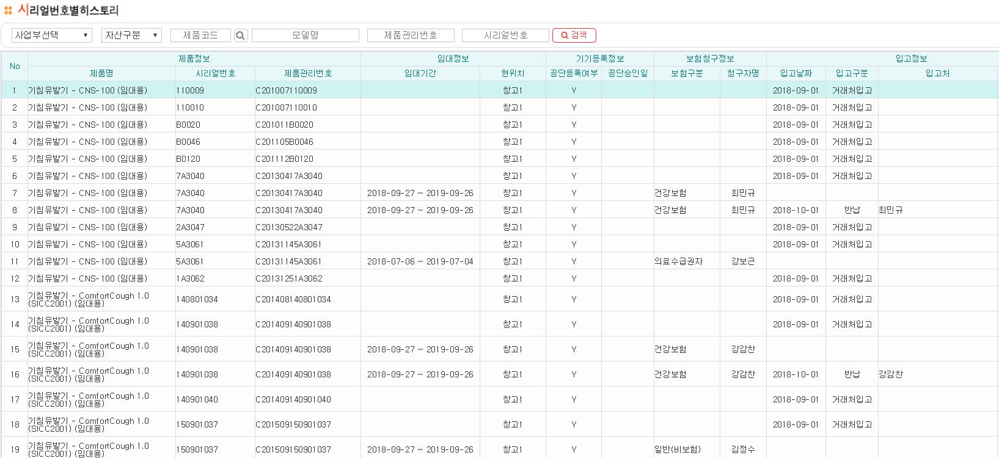 시리얼번호별히스토리
사업부선택 자산구분 제품코드 모델명 제품관리번호 시리얼번호 검색
No 제품정보 임대정보 기기등록정보 보험청구정보 입고정보
제품명 시리얼번호 제품관리번호 임대기간 현위치 공단등록여부 공단승인일 보험구분 청구자명 입고날짜 입고구분 입고처
1 기침유발기 - CNS-100 (임대용) 110009 C201007110009 창고1 Y 2018-09-01 거래처입고
2 기침유발기 - CNS-100 (임대용) 110010 C201007110010 창고1 Y 2018-09-01 거래처입고
3 기침유발기 - CNS-100 (임대용) B0020 C201011B0020 창고1 Y 2018-09-01 거래처입고
4 기침유발기 - CNS-100 (임대용) B0046 C201105B0046 창고1 Y 2018-09-01 거래처입고
5 기침유발기 - CNS-100 (임대용) B0120 C201112B0120 창고1 Y 2018-09-01 거래처입고
6 기침유발기 - CNS-100 (임대용) 7A3040 C20130417A3040 창고1 Y 2018-09-01 거래처입고
7 기침유발기 - CNS-100 (임대용) 7A3040 C20130417A3040 2018-09-27 ~ 2019-09-26 창고1 Y 건강보험 최민규
8 기침유발기 - CNS-100 (임대용) 7A3040 C20130417A3040 2018-09-27 ~ 2019-09-26 창고1 Y 건강보험 최민규 2018-10-01 반납 최민규
9 기침유발기 - CNS-100 (임대용) 2A3047 C20130522A3047 창고1 Y 2018-09-01 거래처입고
10 기침유발기 - CNS-100 (임대용) 5A3061 C20131145A3061 창고1 Y 2018-09-01 거래처입고
11 기침유발기 - CNS-100 (임대용) 5A3061 C20131145A3061 2018-07-06 ~ 2019-07-04 창고1 Y 의료수급권자 강보근
12 기침유발기 - CNS-100 (임대용) 1A3062 C20131251A3062 창고1 Y 2018-09-01 거래처입고
13 기침유발기 - ComfortCough 1.0
(SICC2001) (임대용) 140801034 C201408140801034 창고1 Y 2018-09-01 거래처입고
14 기침유발기 - ComfortCough 1.0
(SICC2001) (임대용) 140901038 C201409140901038 창고1 Y 2018-09-01 거래처입고
15 기침유발기 - ComfortCough 1.0
(SICC2001) (임대용) 140901038 C201409140901038 2018-09-27 ~ 2019-09-26 창고1 Y 건강보험 강감찬
16 기침유발기 - ComfortCough 1.0
(SICC2001) (임대용) 140901038 C201409140901038 2018-09-27 ~ 2019-09-26 창고1 Y 건강보험 강감찬 2018-10-01 반납 강감찬
17 기침유발기 - ComfortCough 1.0
(SICC2001) (임대용) 140901040 C201409140901040 창고1 Y 2018-09-01 거래처입고
18 기침유발기 - ComfortCough 1.0
(SICC2001) (임대용) 150901037 C201509150901037 창고1 Y 2018-09-01 거래처입고
19 기침유발기 - ComfortCough 1.0
(SICC2001) (임대용) 150901037 C201509150901037 2018-09-27 ~ 2019-09-26 창고1 Y 일반(비보험) 김정수